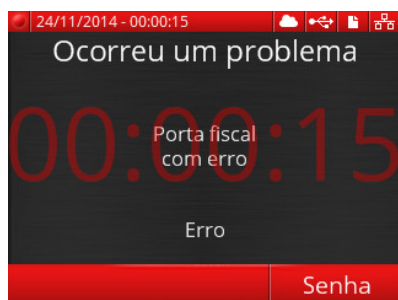 24/11/2014 - 00:00:15
Ocorreu um problema
00:00:15
Porta fiscal
com erro
Erro
Senha